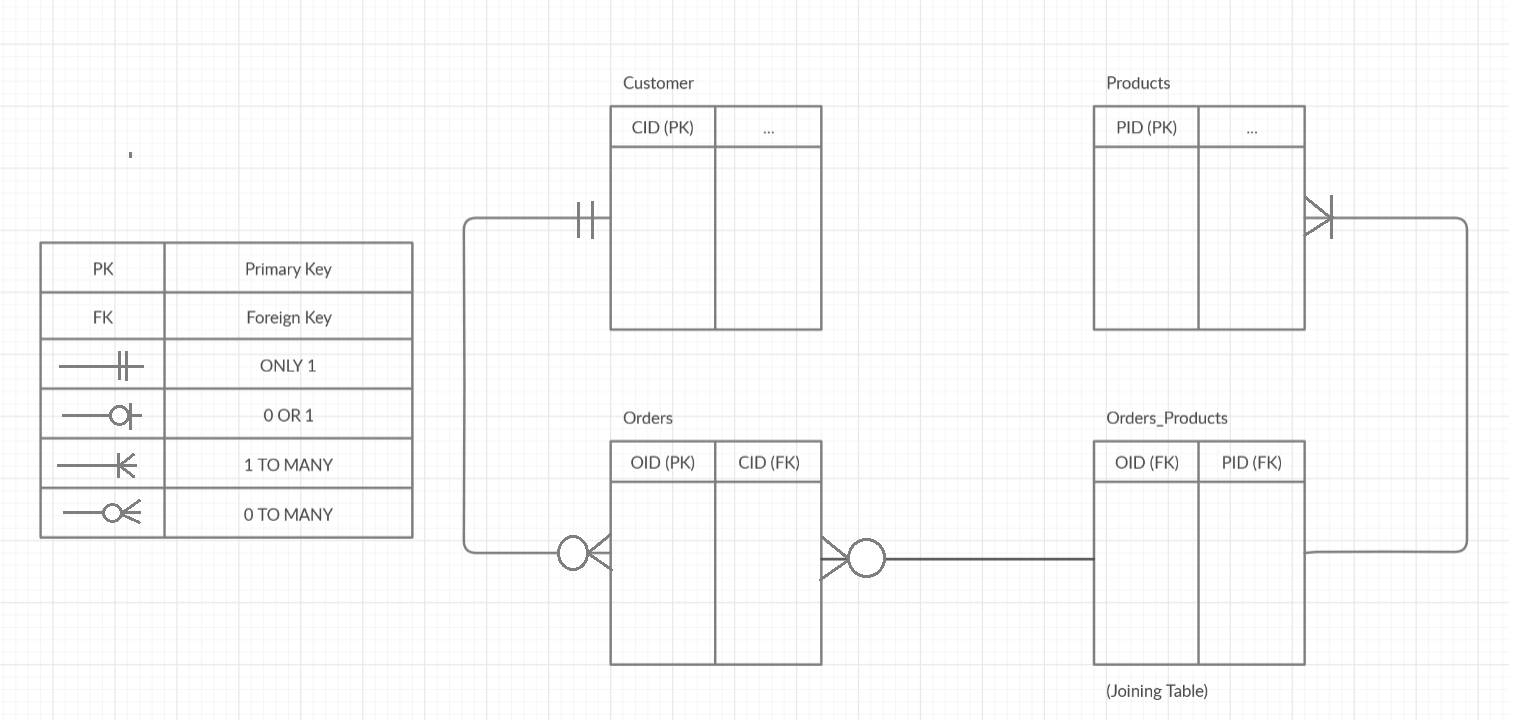 Customer
CID (PK) ...
Products
PID (PK) ...
PK Primary Key
FK Foreign Key
ONLY 1
0 OR 1
1 TO MANY
0 TO MANY
Orders
OID (PK) CID (FK)
Orders_Products
OID (FK) PID (FK)
(Joining Table)